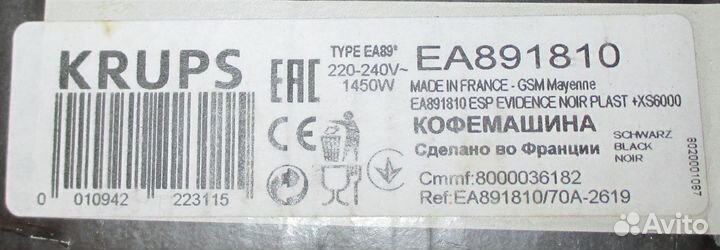 KRUPS
0 010942 223115
EAC
TYPE EA89*
220-240V~
1450W
CE
EA891810
MADE IN FRANCE - GSM Mayenne
EA891810 ESP EVIDENCE NOIR PLAST +XS6000
КОФЕМАШИНА
Сделано во Франции
SCHWARZ
BLACK
NOIR
Cmmf:8000036182
Ref:EA891810/70A-2619
8020001087
Avito